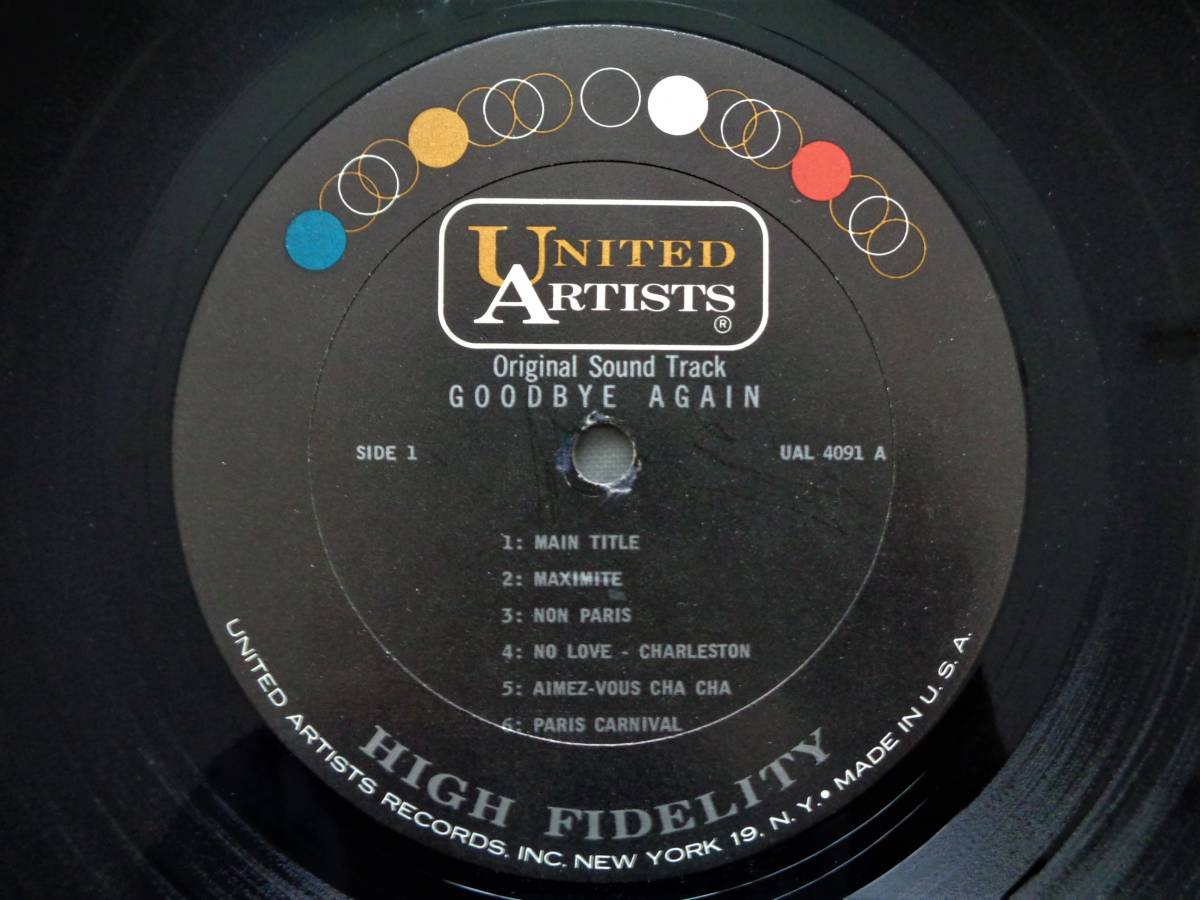 UNITED
ARTISTS
®
Original Sound Track
GOODBYE AGAIN
SIDE 1
UAL 4091 A
1: MAIN TITLE
2: MAXIMITE
3: NON PARIS
4: NO LOVE - CHARLESTON
5: AIMEZ-VOUS CHA CHA
6: PARIS CARNIVAL
HIGH FIDELITY
UNITED ARTISTS RECORDS, INC. NEW YORK 19, N. Y. • MADE IN U. S. A.